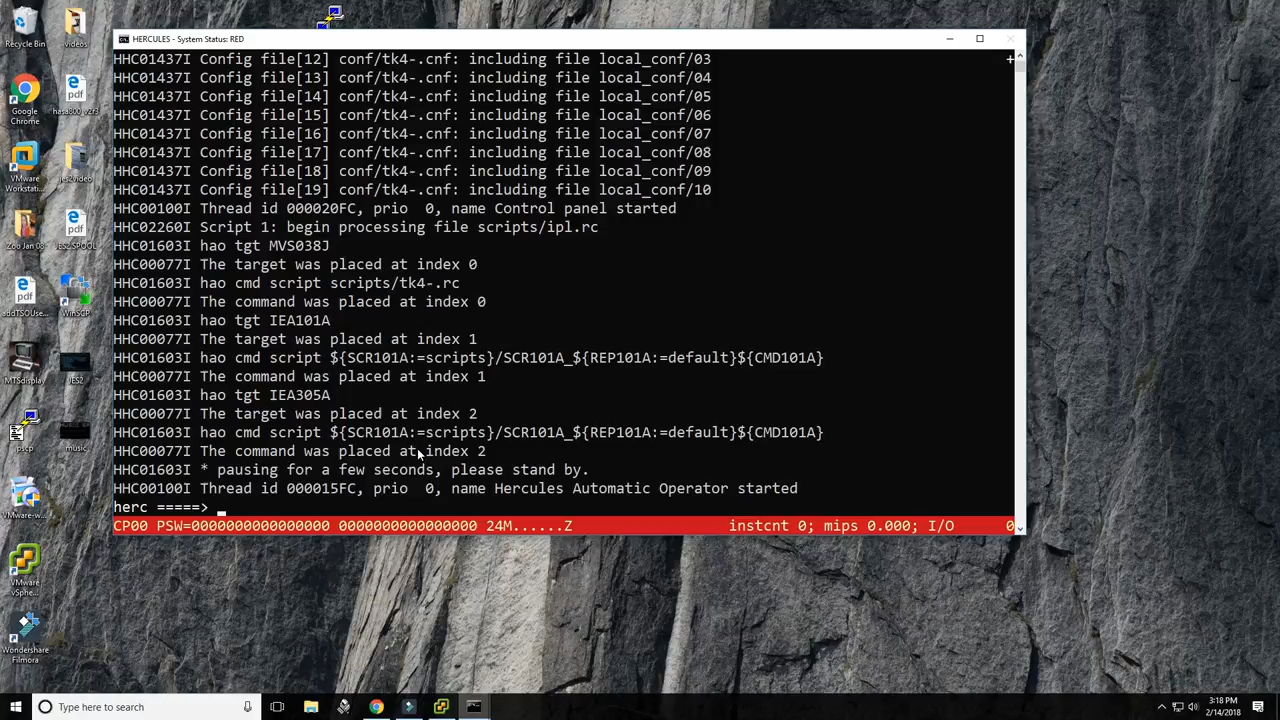 Recycle Bin
videos
Google Chrome
VMware Workstati...
jes2video
Zoo Jan 08
JES2 SPOOL
addTSOUse...
WinSCP
MTSdisplay
JES2
pscp
music
VMware-w...
VMware vSphe...
Wondershare Filmora
HERCULES - System Status: RED
HHC01437I Config file[12] conf/tk4-.cnf: including file local_conf/03
+
HHC01437I Config file[13] conf/tk4-.cnf: including file local_conf/04
HHC01437I Config file[14] conf/tk4-.cnf: including file local_conf/05
HHC01437I Config file[15] conf/tk4-.cnf: including file local_conf/06
HHC01437I Config file[16] conf/tk4-.cnf: including file local_conf/07
HHC01437I Config file[17] conf/tk4-.cnf: including file local_conf/08
HHC01437I Config file[18] conf/tk4-.cnf: including file local_conf/09
HHC01437I Config file[19] conf/tk4-.cnf: including file local_conf/10
HHC00100I Thread id 000020FC, prio  0, name Control panel started
HHC02260I Script 1: begin processing file scripts/ipl.rc
HHC01603I hao tgt MVS038J
HHC00077I The target was placed at index 0
HHC01603I hao cmd script scripts/tk4-.rc
HHC00077I The command was placed at index 0
HHC01603I hao tgt IEA101A
HHC00077I The target was placed at index 1
HHC01603I hao cmd script ${SCR101A:=scripts}/SCR101A_${REP101A:=default}${CMD101A}
HHC00077I The command was placed at index 1
HHC01603I hao tgt IEA305A
HHC00077I The target was placed at index 2
HHC01603I hao cmd script ${SCR101A:=scripts}/SCR101A_${REP101A:=default}${CMD101A}
HHC00077I The command was placed at index 2
HHC01603I * pausing for a few seconds, please stand by.
HHC00100I Thread id 000015FC, prio  0, name Hercules Automatic Operator started
herc =====>
CP00 PSW=0000000000000000 0000000000000000 24M......Z instcnt 0; mips 0.000; I/O 0
Type here to search
3:18 PM
2/14/2018